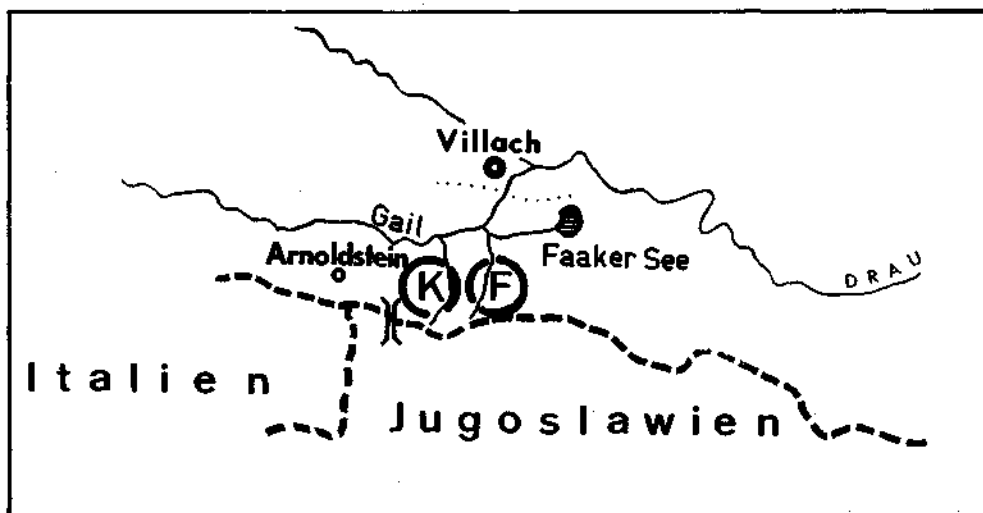 Villach
Gail
Arnoldstein
Faaker See
DRAU
K
F
Italien
Jugoslawien